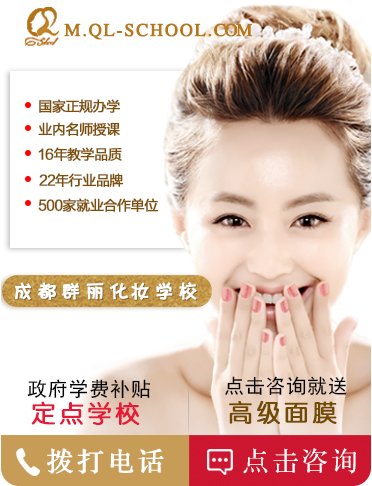 M.QL-SCHOOL.COM
国家正规办学
业内名师授课
16年教学品质
22年行业品牌
500家就业合作单位
成都群丽化妆学校
政府学费补贴
定点学校
点击咨询就送
高级面膜
拨打电话
点击咨询